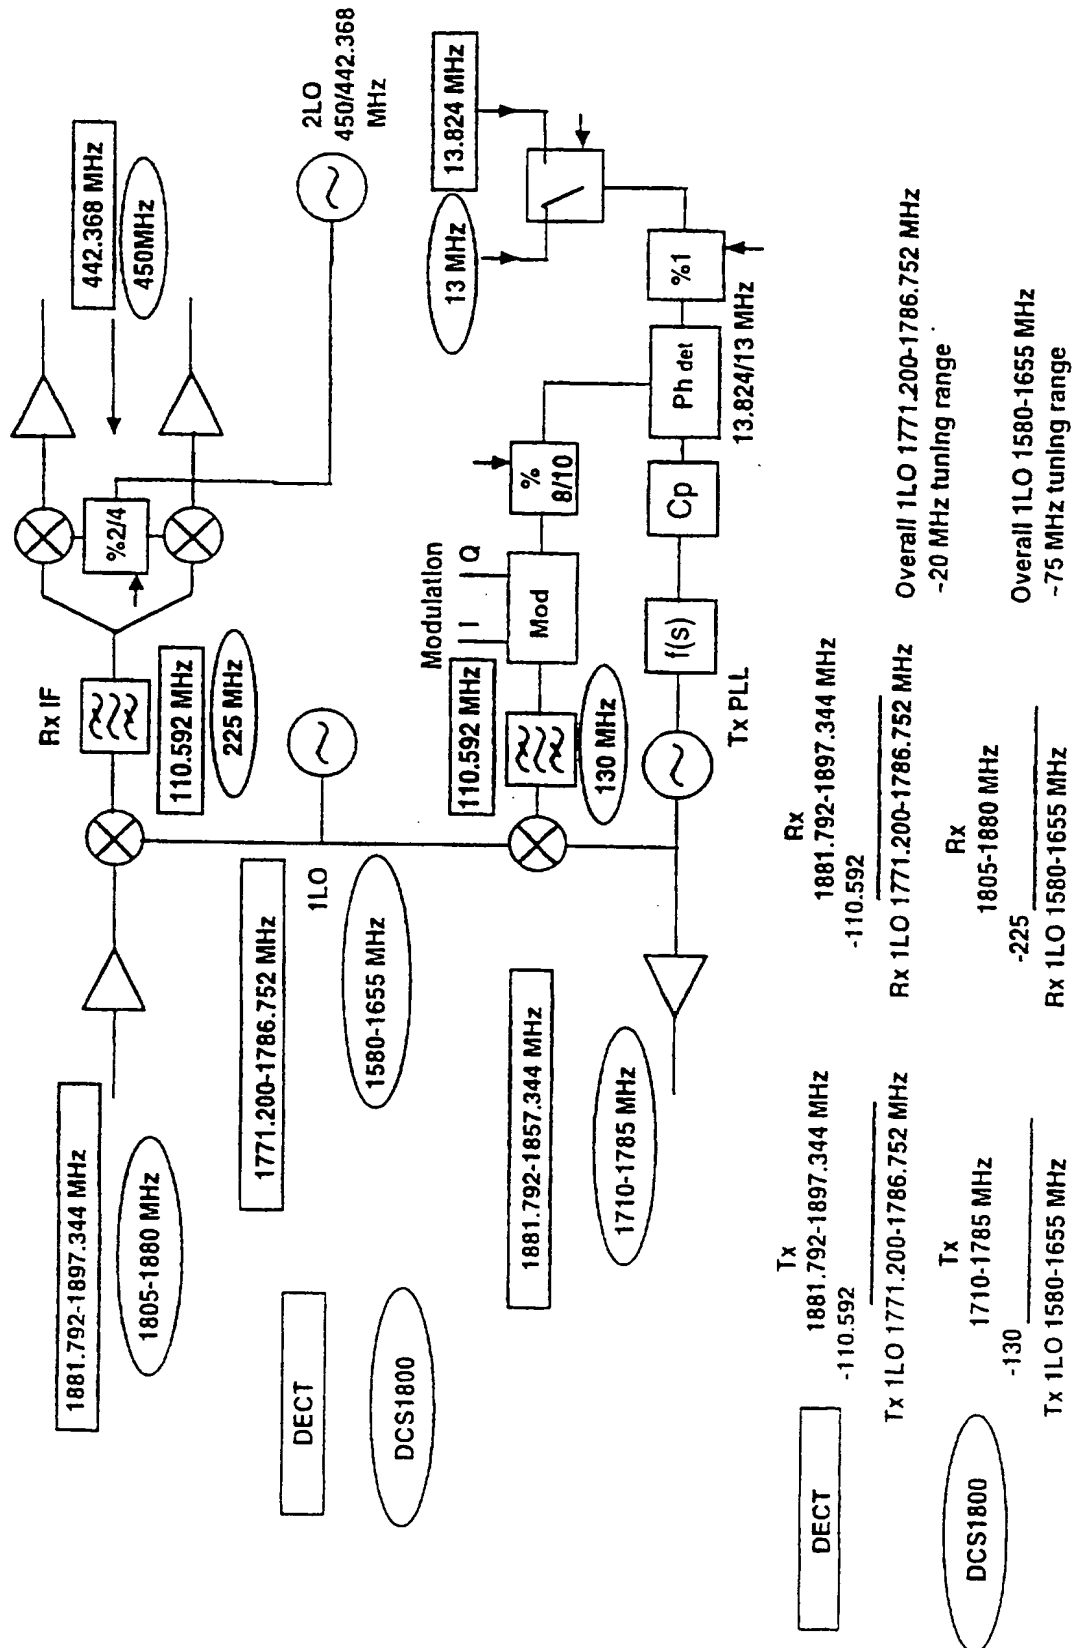 1881.792-1897.344 MHz
1805-1880 MHz
Rx IF
110.592 MHz
225 MHz
%2/4
442.368 MHz
450MHz
2LO
450/442.368
MHz
1771.200-1786.752 MHz
1LO
1580-1655 MHz
DECT
DCS1800
1881.792-1857.344 MHz
1710-1785 MHz
110.592 MHz
130 MHz
Modulation
I Q
Mod
%
8/10
Tx PLL
f(s)
Cp
Ph det
13.824/13 MHz
%1
13 MHz
13.824 MHz
DECT
Tx
1881.792-1897.344 MHz
-110.592
Tx 1LO 1771.200-1786.752 MHz
Rx
1881.792-1897.344 MHz
-110.592
Rx 1LO 1771.200-1786.752 MHz
Overall 1LO 1771.200-1786.752 MHz
~20 MHz tuning range
DCS1800
Tx
1710-1785 MHz
-130
Tx 1LO 1580-1655 MHz
Rx
1805-1880 MHz
-225
Rx 1LO 1580-1655 MHz
Overall 1LO 1580-1655 MHz
~75 MHz tuning range